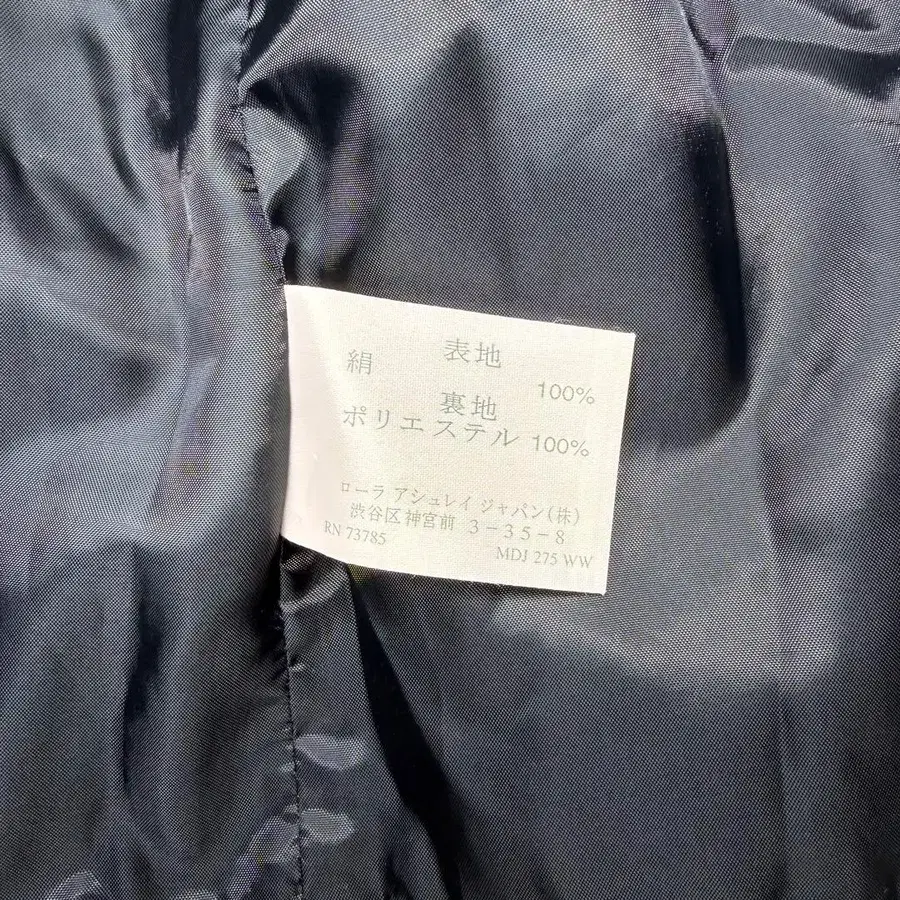 表地
絹 100%
裏地
ポリエステル 100%
ローラ アシュレイ ジャパン(株)
渋谷区神宮前 3-35-8
RN 73785 MDJ 275 WW